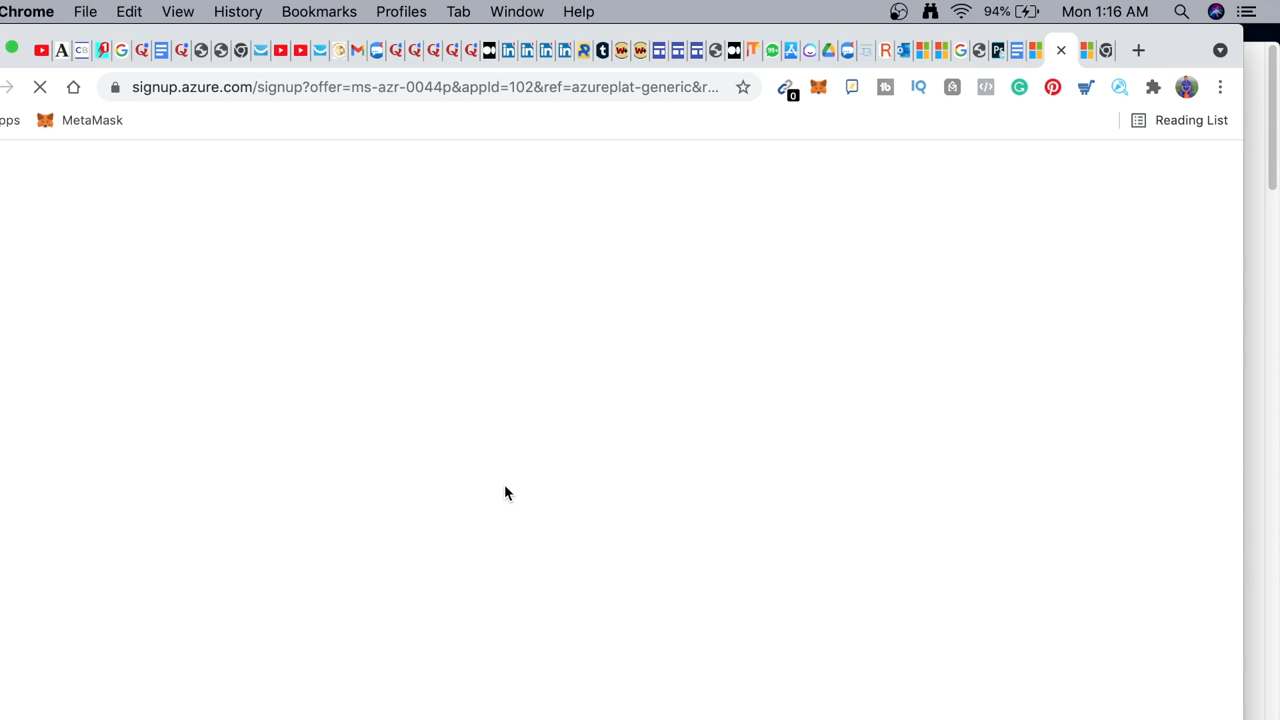 Chrome File Edit View History Bookmarks Profiles Tab Window Help 94% Mon 1:16 AM
signup.azure.com/signup?offer=ms-azr-0044p&appId=102&ref=azureplat-generic&r...
0
pps MetaMask Reading List